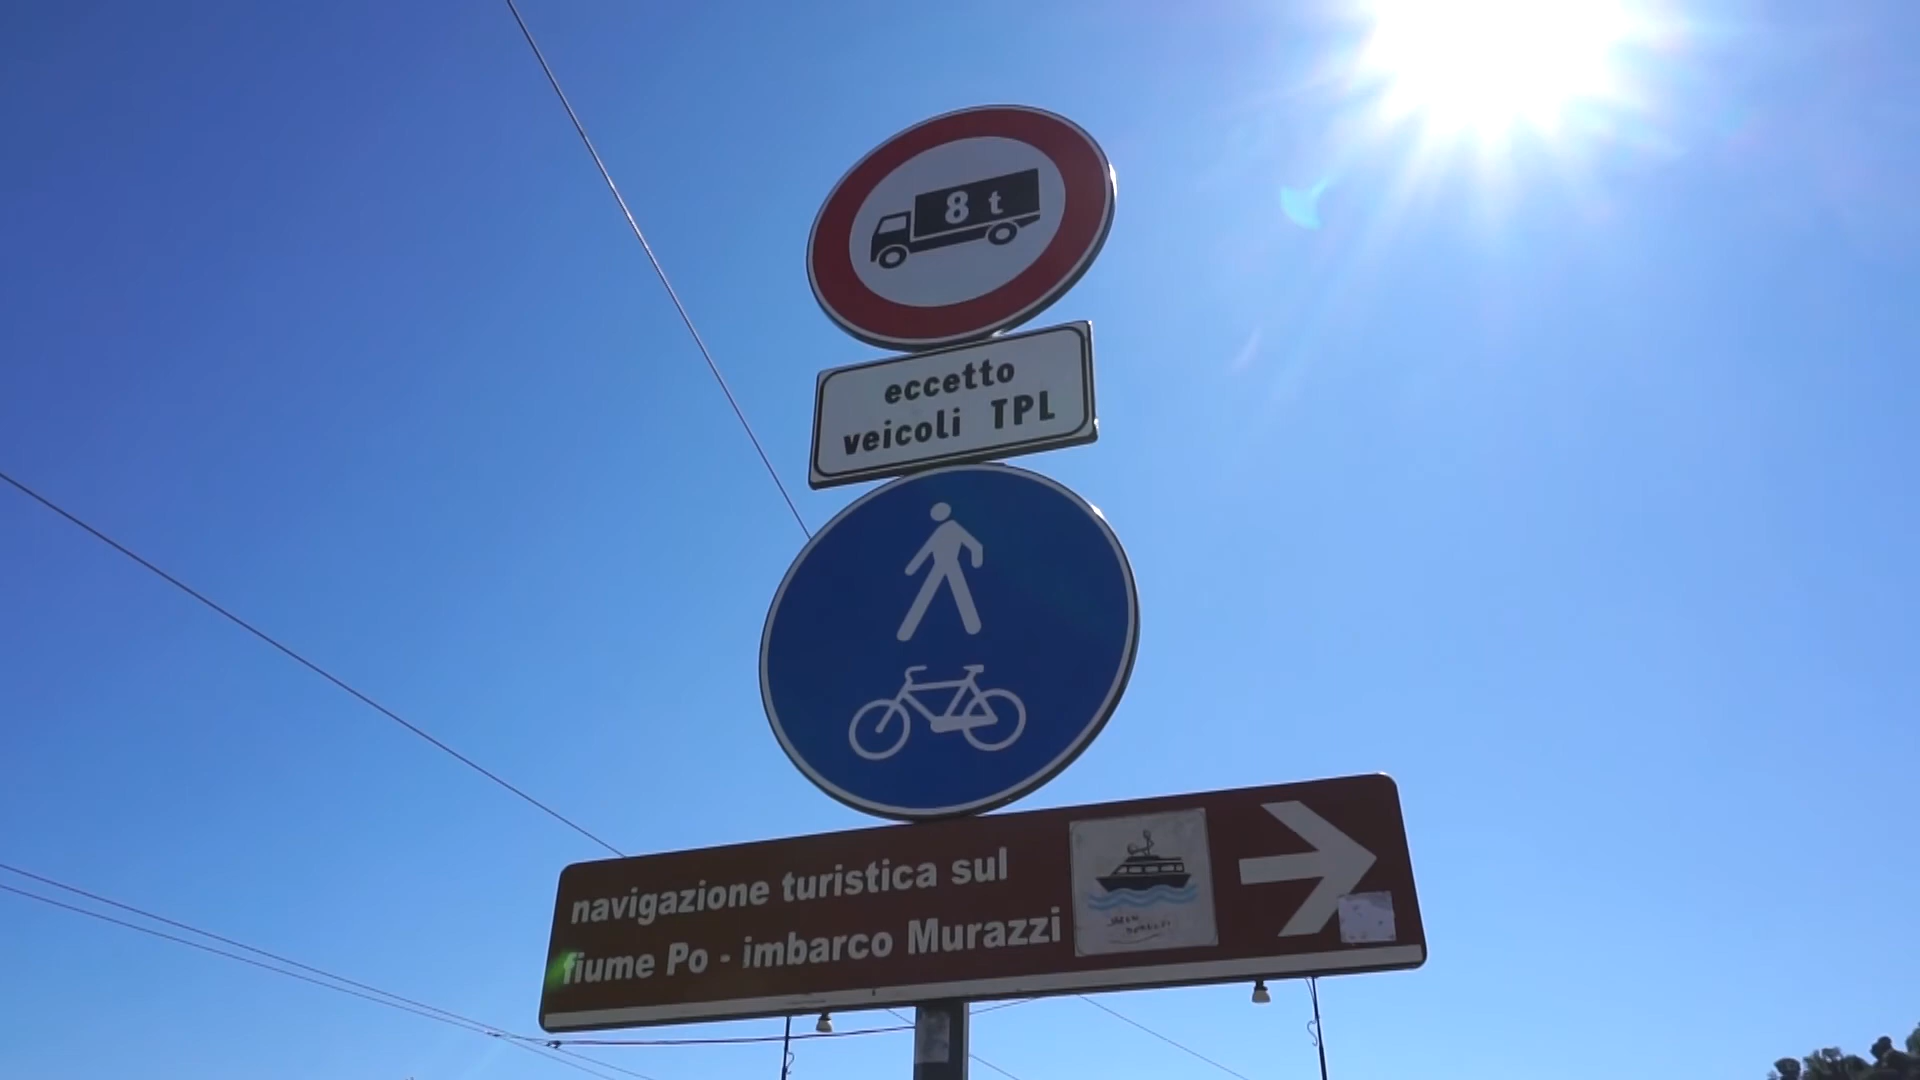 8 t
eccetto
veicoli TPL
navigazione turistica sul
fiume Po - imbarco Murazzi